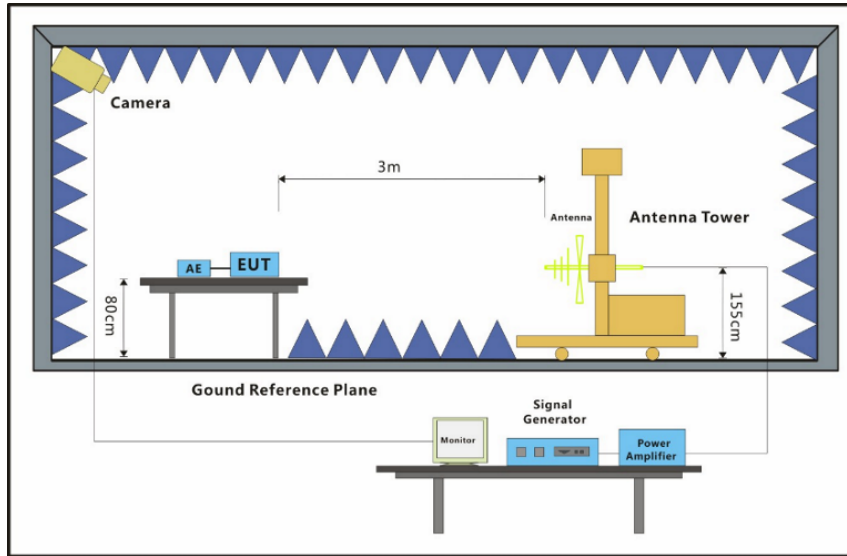 Camera
3m
Antenna
Antenna Tower
AE
EUT
80cm
155cm
Gound Reference Plane
Signal
Generator
Monitor
Power
Amplifier